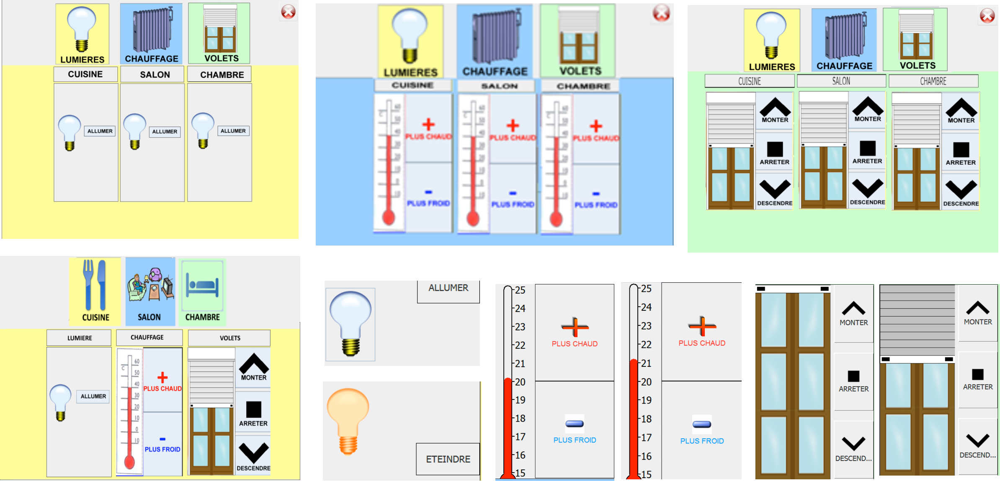 LUMIERES CHAUFFAGE VOLETS
CUISINE SALON CHAMBRE
ALLUMER ALLUMER ALLUMER
LUMIERES CHAUFFAGE VOLETS
CUISINE SALON CHAMBRE
+ + +
PLUS CHAUD PLUS CHAUD PLUS CHAUD
- - -
PLUS FROID PLUS FROID PLUS FROID
LUMIERES CHAUFFAGE VOLETS
CUISINE SALON CHAMBRE
MONTER MONTER MONTER
ARRETER ARRETER ARRETER
DESCENDRE DESCENDRE DESCENDRE
CUISINE SALON CHAMBRE
LUMIERE CHAUFFAGE VOLETS
ALLUMER
C
60
50
40
30
20
10
0
10
+
PLUS CHAUD
-
PLUS FROID
MONTER
ARRETER
DESCENDRE
ALLUMER
ETEINDRE
25
24
23
22
21
20
19
18
17
16
15
PLUS CHAUD
PLUS FROID
25
24
23
22
21
20
19
18
17
16
15
PLUS CHAUD
PLUS FROID
MONTER
ARRETER
DESCEND...
MONTER
ARRETER
DESCEND...